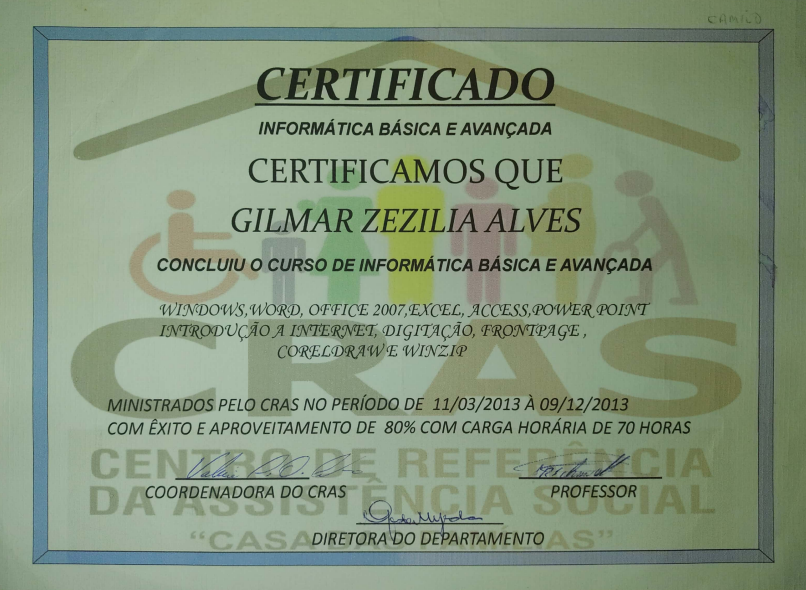 CAMILO
CERTIFICADO
INFORMÁTICA BÁSICA E AVANÇADA
CERTIFICAMOS QUE
GILMAR ZEZILIA ALVES
CONCLUIU O CURSO DE INFORMÁTICA BÁSICA E AVANÇADA
WINDOWS,WORD, OFFICE 2007,EXCEL, ACCESS,POWER POINT
INTRODUÇÃO A INTERNET, DIGITAÇÃO, FRONTPAGE ,
CORELDRAW E WINZIP
CRAS
MINISTRADOS PELO CRAS NO PERÍODO DE 11/03/2013 À 09/12/2013
COM ÊXITO E APROVEITAMENTO DE 80% COM CARGA HORÁRIA DE 70 HORAS
CENTRO DE REFERÊNCIA
DA ASSISTÊNCIA SOCIAL
"CASA DAS FAMÍLIAS"
COORDENADORA DO CRAS
PROFESSOR
DIRETORA DO DEPARTAMENTO